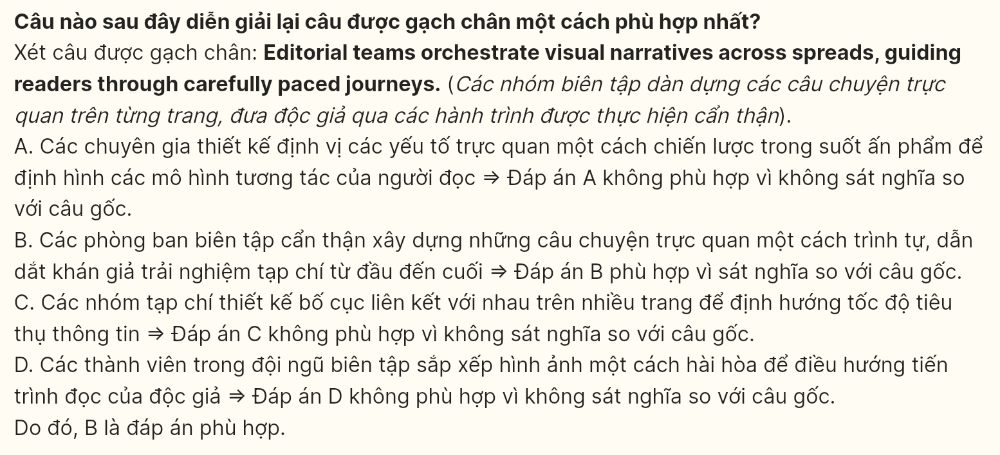 Câu nào sau đây diễn giải lại câu được gạch chân một cách phù hợp nhất?
Xét câu được gạch chân: Editorial teams orchestrate visual narratives across spreads, guiding
readers through carefully paced journeys. (Các nhóm biên tập dàn dựng các câu chuyện trực
quan trên từng trang, đưa độc giả qua các hành trình được thực hiện cẩn thận).
A. Các chuyên gia thiết kế định vị các yếu tố trực quan một cách chiến lược trong suốt ấn phẩm để
định hình các mô hình tương tác của người đọc ⇒ Đáp án A không phù hợp vì không sát nghĩa so
với câu gốc.
B. Các phòng ban biên tập cẩn thận xây dựng những câu chuyện trực quan một cách trình tự, dẫn
dắt khán giả trải nghiệm tạp chí từ đầu đến cuối ⇒ Đáp án B phù hợp vì sát nghĩa so với câu gốc.
C. Các nhóm tạp chí thiết kế bố cục liên kết với nhau trên nhiều trang để định hướng tốc độ tiêu
thụ thông tin ⇒ Đáp án C không phù hợp vì không sát nghĩa so với câu gốc.
D. Các thành viên trong đội ngũ biên tập sắp xếp hình ảnh một cách hài hòa để điều hướng tiến
trình đọc của độc giả ⇒ Đáp án D không phù hợp vì không sát nghĩa so với câu gốc.
Do đó, B là đáp án phù hợp.